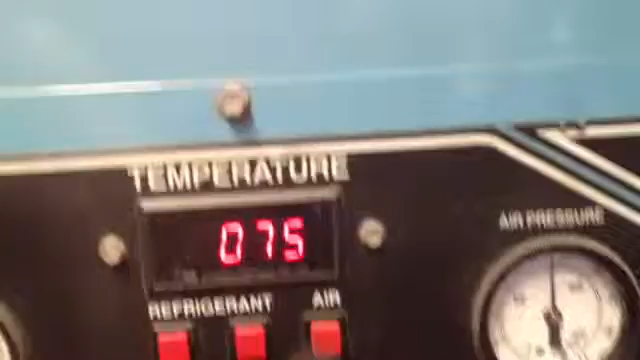 TEMPERATURE
075
AIR PRESSURE
REFRIGERANT AIR